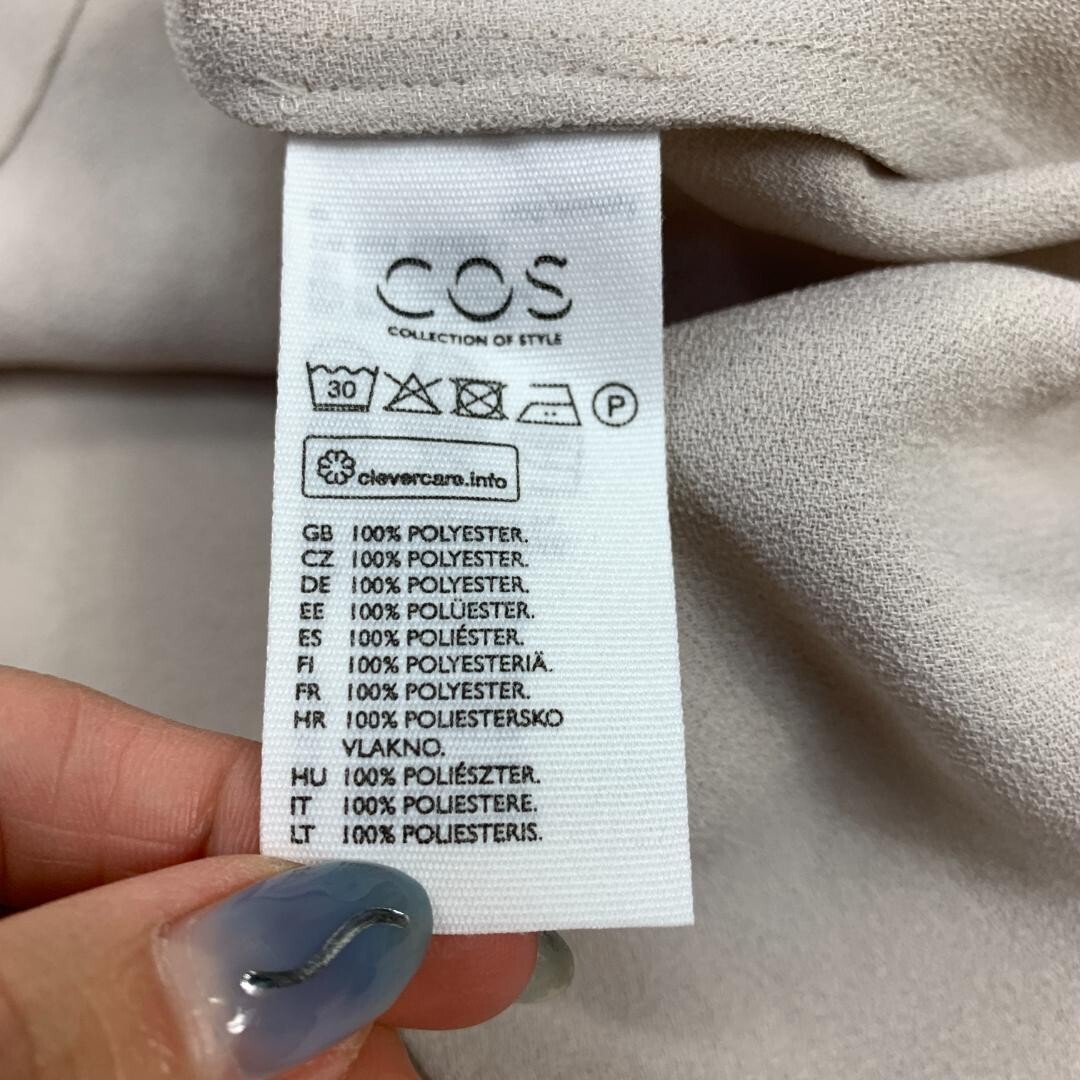 COS
COLLECTION OF STYLE
30
P
clevercare.info
GB 100% POLYESTER.
CZ 100% POLYESTER.
DE 100% POLYESTER.
EE 100% POLÜESTER.
ES 100% POLIÉSTER.
FI 100% POLYESTERIÄ.
FR 100% POLYESTER.
HR 100% POLIESTERSKO
VLAKNO.
HU 100% POLIÉSZTER.
IT 100% POLIESTERE.
LT 100% POLIESTERIS.